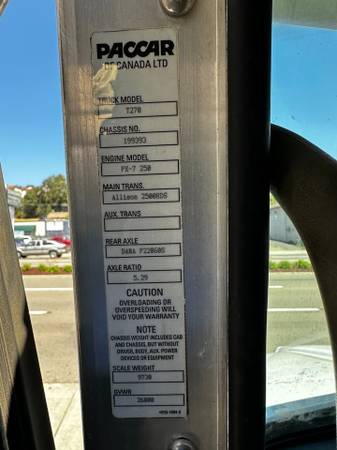 PACCAR
OF CANADA LTD
TRUCK MODEL
T270
CHASSIS NO.
199393
ENGINE MODEL
PX-7 250
MAIN TRANS.
Allison 2500RDS
AUX. TRANS
REAR AXLE
DANA
AXLE RATIO
5.29
CAUTION
OVERLOADING OR
OVERSPEEDING WILL
VOID YOUR WARRANTY
NOTE
CHASSIS WEIGHT INCLUDES CAB
AND CHASSIS, BUT WITHOUT
DRIVER, BODY, AUX. POWER
DEVICES OR EQUIPMENT
SCALE WEIGHT
9730
GVWR
26000